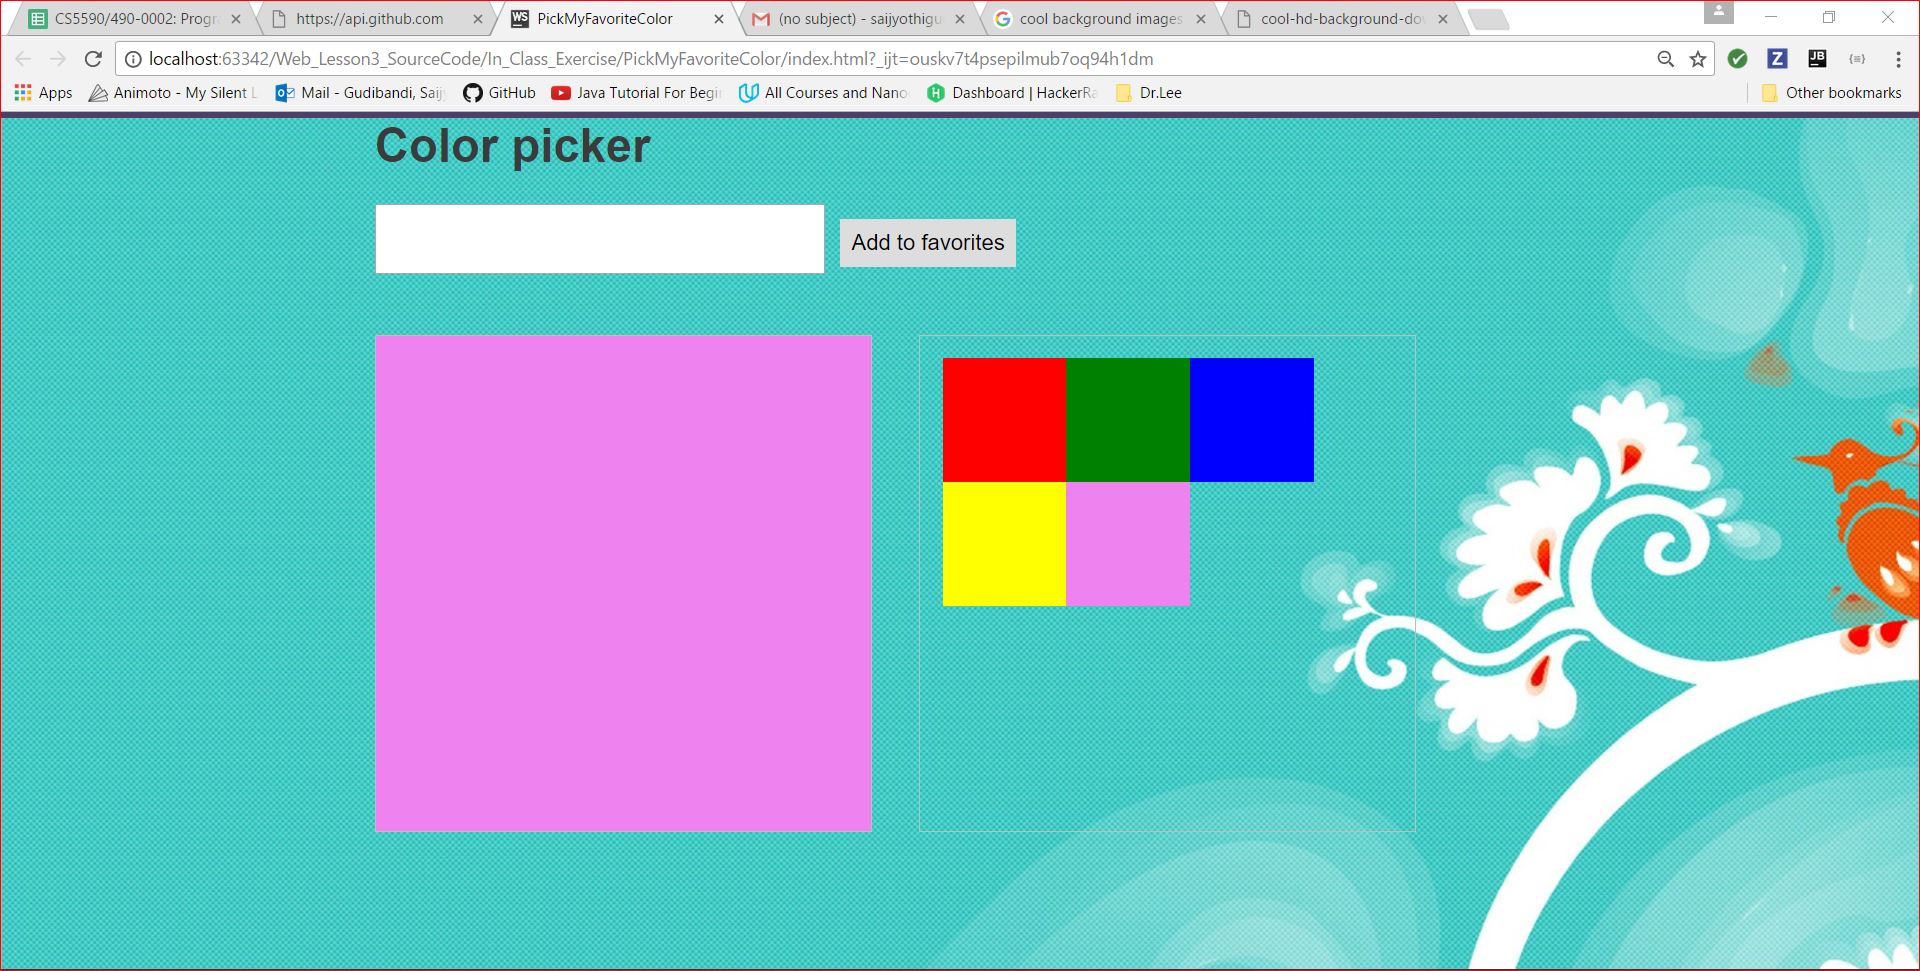 CS5590/490-0002: Progr
https://api.github.com
PickMyFavoriteColor
(no subject) - saijyothigu
cool background images
cool-hd-background-do
localhost:63342/Web_Lesson3_SourceCode/In_Class_Exercise/PickMyFavoriteColor/index.html?_ijt=ouskv7t4psepilmub7oq94h1dm
Apps
Animoto - My Silent L
Mail - Gudibandi, Saij
GitHub
Java Tutorial For Begi
All Courses and Nano
Dashboard | HackerRa
Dr.Lee
Other bookmarks
Color picker
Add to favorites